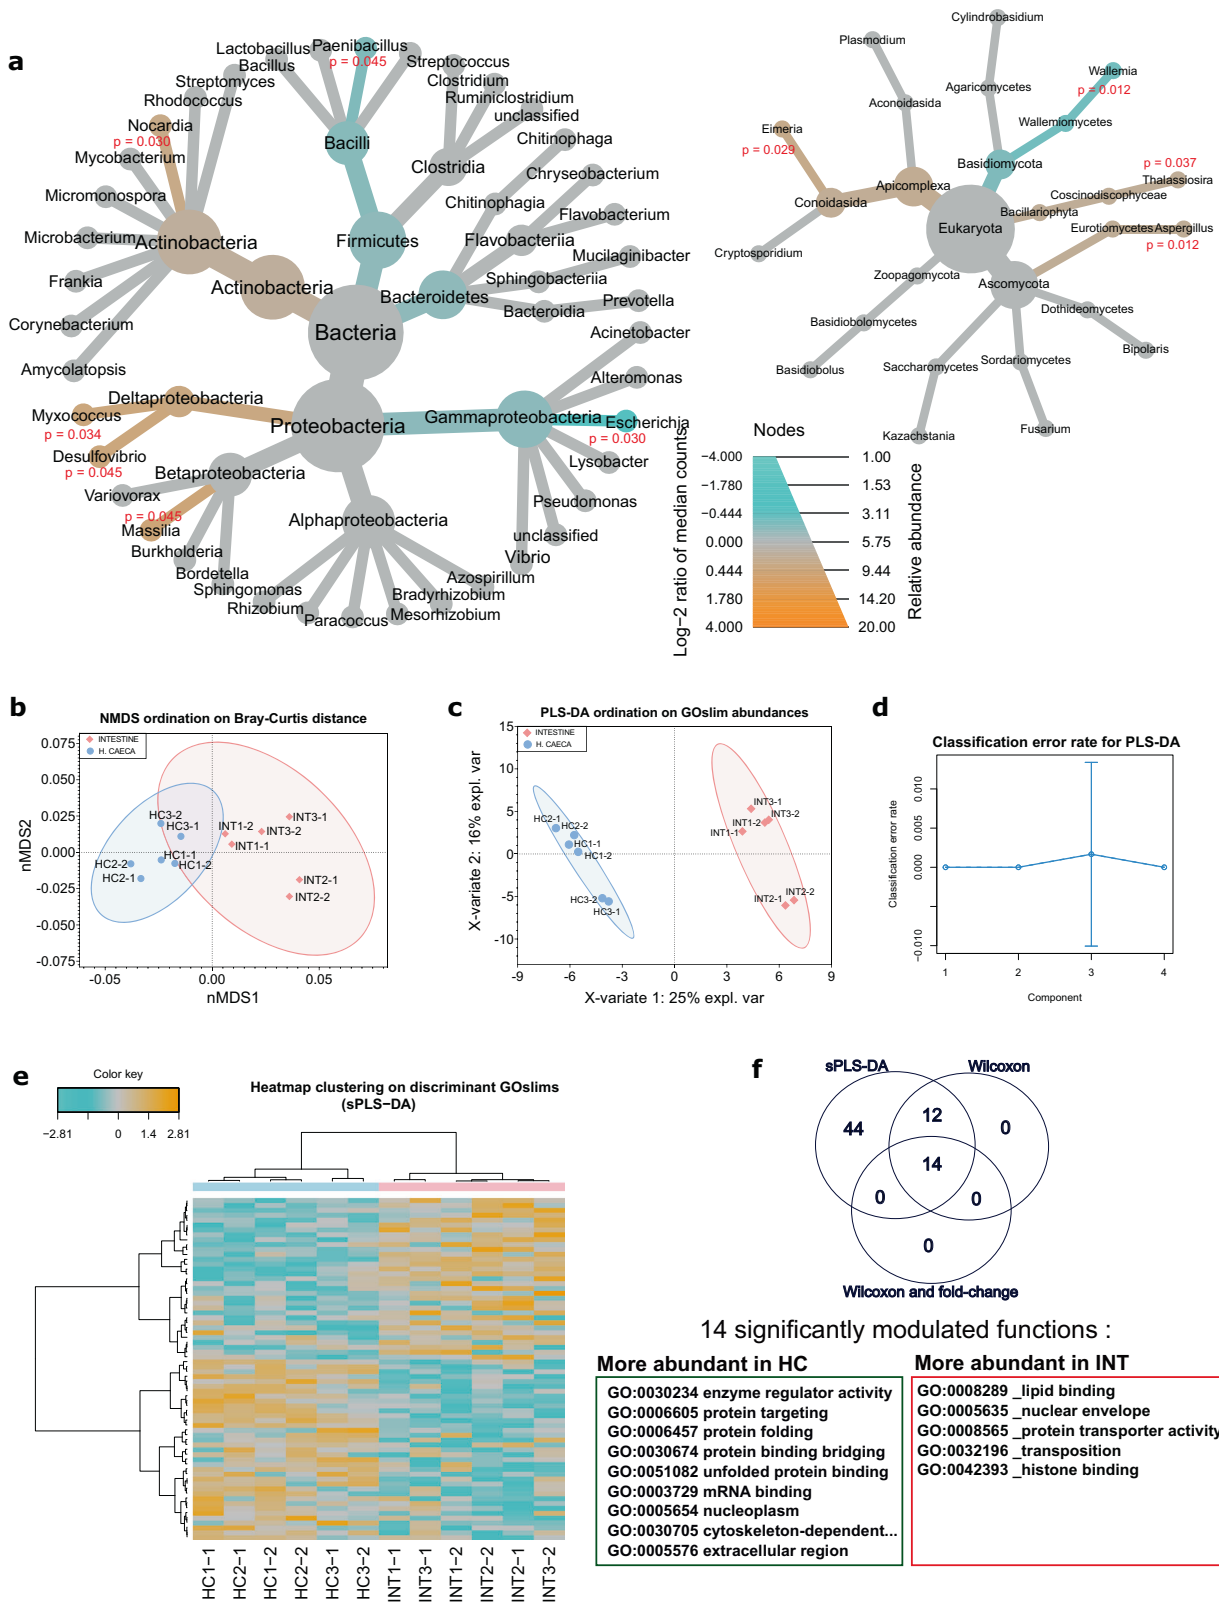 a
Lactobacillus
Paenibacillus
Bacillus
p = 0.045
Streptococcus
Streptomyces
Clostridium
Rhodococcus
Ruminiclostridium
Nocardia
unclassified
p = 0.030
Bacilli
Chitinophaga
Mycobacterium
Clostridia
Chryseobacterium
Micromonospora
Chitinophagia
Flavobacterium
Microbacterium
Actinobacteria
Firmicutes
Flavobacteriia
Mucilaginibacter
Frankia
Sphingobacteriia
Actinobacteria
Bacteroidetes
Prevotella
Bacteroidia
Corynebacterium
Bacteria
Acinetobacter
Amycolatopsis
Alteromonas
Deltaproteobacteria
Myxococcus
Proteobacteria
Gammaproteobacteria
Escherichia
p = 0.034
p = 0.030
Desulfovibrio
Lysobacter
p = 0.045
Betaproteobacteria
Variovorax
Pseudomonas
p = 0.045
Massilia
Alphaproteobacteria
unclassified
Burkholderia
Vibrio
Bordetella
Azospirillum
Sphingomonas
Bradyrhizobium
Rhizobium
Mesorhizobium
Paracoccus
Cylindrobasidium
Plasmodium
Wallemia
p = 0.012
Agaricomycetes
Aconoidasida
Wallemiomycetes
Eimeria
p = 0.029
Basidiomycota
p = 0.037
Thalassiosira
Apicomplexa
Coscinodiscophyceae
Conoidasida
Bacillariophyta
Eukaryota
Eurotiomycetes
Aspergillus
p = 0.012
Cryptosporidium
Zoopagomycota
Ascomycota
Dothideomycetes
Basidiobolomycetes
Bipolaris
Sordariomycetes
Basidiobolus
Saccharomycetes
Fusarium
Kazachstania
Nodes
−4.000 1.00
−1.780 1.53
−0.444 3.11
0.000 5.75
0.444 9.44
1.780 14.20
4.000 20.00
Log−2 ratio of median counts
Relative abundance
b
NMDS ordination on Bray-Curtis distance
INTESTINE
H. CAECA
0.075
0.050
0.025
0.000
-0.025
-0.050
-0.075
nMDS2
HC3-2
HC3-1
HC1-1
HC1-2
HC2-2
HC2-1
INT3-1
INT1-2
INT3-2
INT1-1
INT2-1
INT2-2
-0.05 0.00 0.05
nMDS1
c
PLS-DA ordination on GOslim abundances
INTESTINE
H. CAECA
15
10
5
0
-5
-10
X-variate 2: 16% expl. var
HC2-1
HC2-2
HC1-1
HC1-2
HC3-2
HC3-1
INT3-1
INT3-2
INT1-2
INT1-1
INT2-2
INT2-1
-9 -6 -3 0 3 6 9
X-variate 1: 25% expl. var
d
Classification error rate for PLS-DA
0.010
0.005
0.000
−0.010
Classification error rate
1 2 3 4
Component
e
Color key
−2.81 0 1.4 2.81
Heatmap clustering on discriminant GOslims
(sPLS−DA)
HC1−1
HC2−1
HC1−2
HC2−2
HC3−1
HC3−2
INT1−1
INT3−1
INT1−2
INT2−2
INT2−1
INT3−2
f
sPLS-DA Wilcoxon
44 12 0
14
0 0
0
Wilcoxon and fold-change
14 significantly modulated functions :
More abundant in HC
GO:0030234 enzyme regulator activity
GO:0006605 protein targeting
GO:0006457 protein folding
GO:0030674 protein binding bridging
GO:0051082 unfolded protein binding
GO:0003729 mRNA binding
GO:0005654 nucleoplasm
GO:0030705 cytoskeleton-dependent...
GO:0005576 extracellular region
More abundant in INT
GO:0008289 _lipid binding
GO:0005635 _nuclear envelope
GO:0008565 _protein transporter activity
GO:0032196 _transposition
GO:0042393 _histone binding